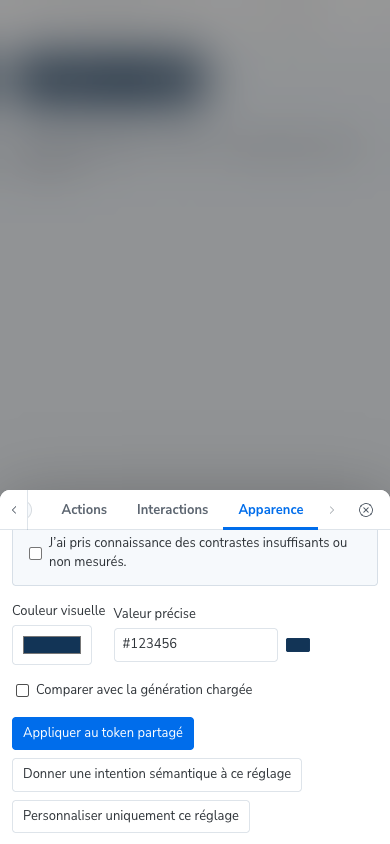 Actions Interactions Apparence
J'ai pris connaissance des contrastes insuffisants ou
non mesurés.
Couleur visuelle Valeur précise
#123456
Comparer avec la génération chargée
Appliquer au token partagé
Donner une intention sémantique à ce réglage
Personnaliser uniquement ce réglage